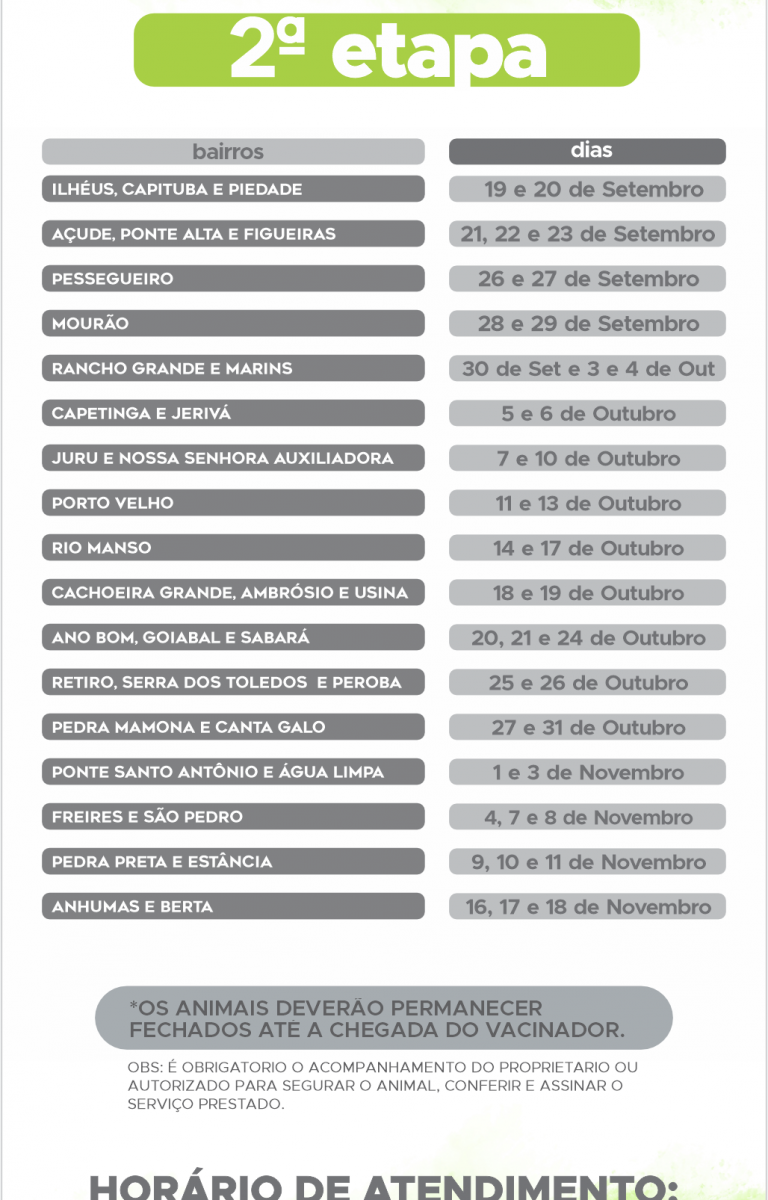 2ª etapa
bairros dias
ILHÉUS, CAPITUBA E PIEDADE 19 e 20 de Setembro
AÇUDE, PONTE ALTA E FIGUEIRAS 21, 22 e 23 de Setembro
PESSEGUEIRO 26 e 27 de Setembro
MOURÃO 28 e 29 de Setembro
RANCHO GRANDE E MARINS 30 de Set e 3 e 4 de Out
CAPETINGA E JERIVÁ 5 e 6 de Outubro
JURU E NOSSA SENHORA AUXILIADORA 7 e 10 de Outubro
PORTO VELHO 11 e 13 de Outubro
RIO MANSO 14 e 17 de Outubro
CACHOEIRA GRANDE, AMBRÓSIO E USINA 18 e 19 de Outubro
ANO BOM, GOIABAL E SABARÁ 20, 21 e 24 de Outubro
RETIRO, SERRA DOS TOLEDOS E PEROBA 25 e 26 de Outubro
PEDRA MAMONA E CANTA GALO 27 e 31 de Outubro
PONTE SANTO ANTÔNIO E ÁGUA LIMPA 1 e 3 de Novembro
FREIRES E SÃO PEDRO 4, 7 e 8 de Novembro
PEDRA PRETA E ESTÂNCIA 9, 10 e 11 de Novembro
ANHUMAS E BERTA 16, 17 e 18 de Novembro
*OS ANIMAIS DEVERÃO PERMANECER
FECHADOS ATÉ A CHEGADA DO VACINADOR.
OBS: É OBRIGATORIO O ACOMPANHAMENTO DO PROPRIETARIO OU
AUTORIZADO PARA SEGURAR O ANIMAL, CONFERIR E ASSINAR O
SERVIÇO PRESTADO.
HORÁRIO DE ATENDIMENTO: